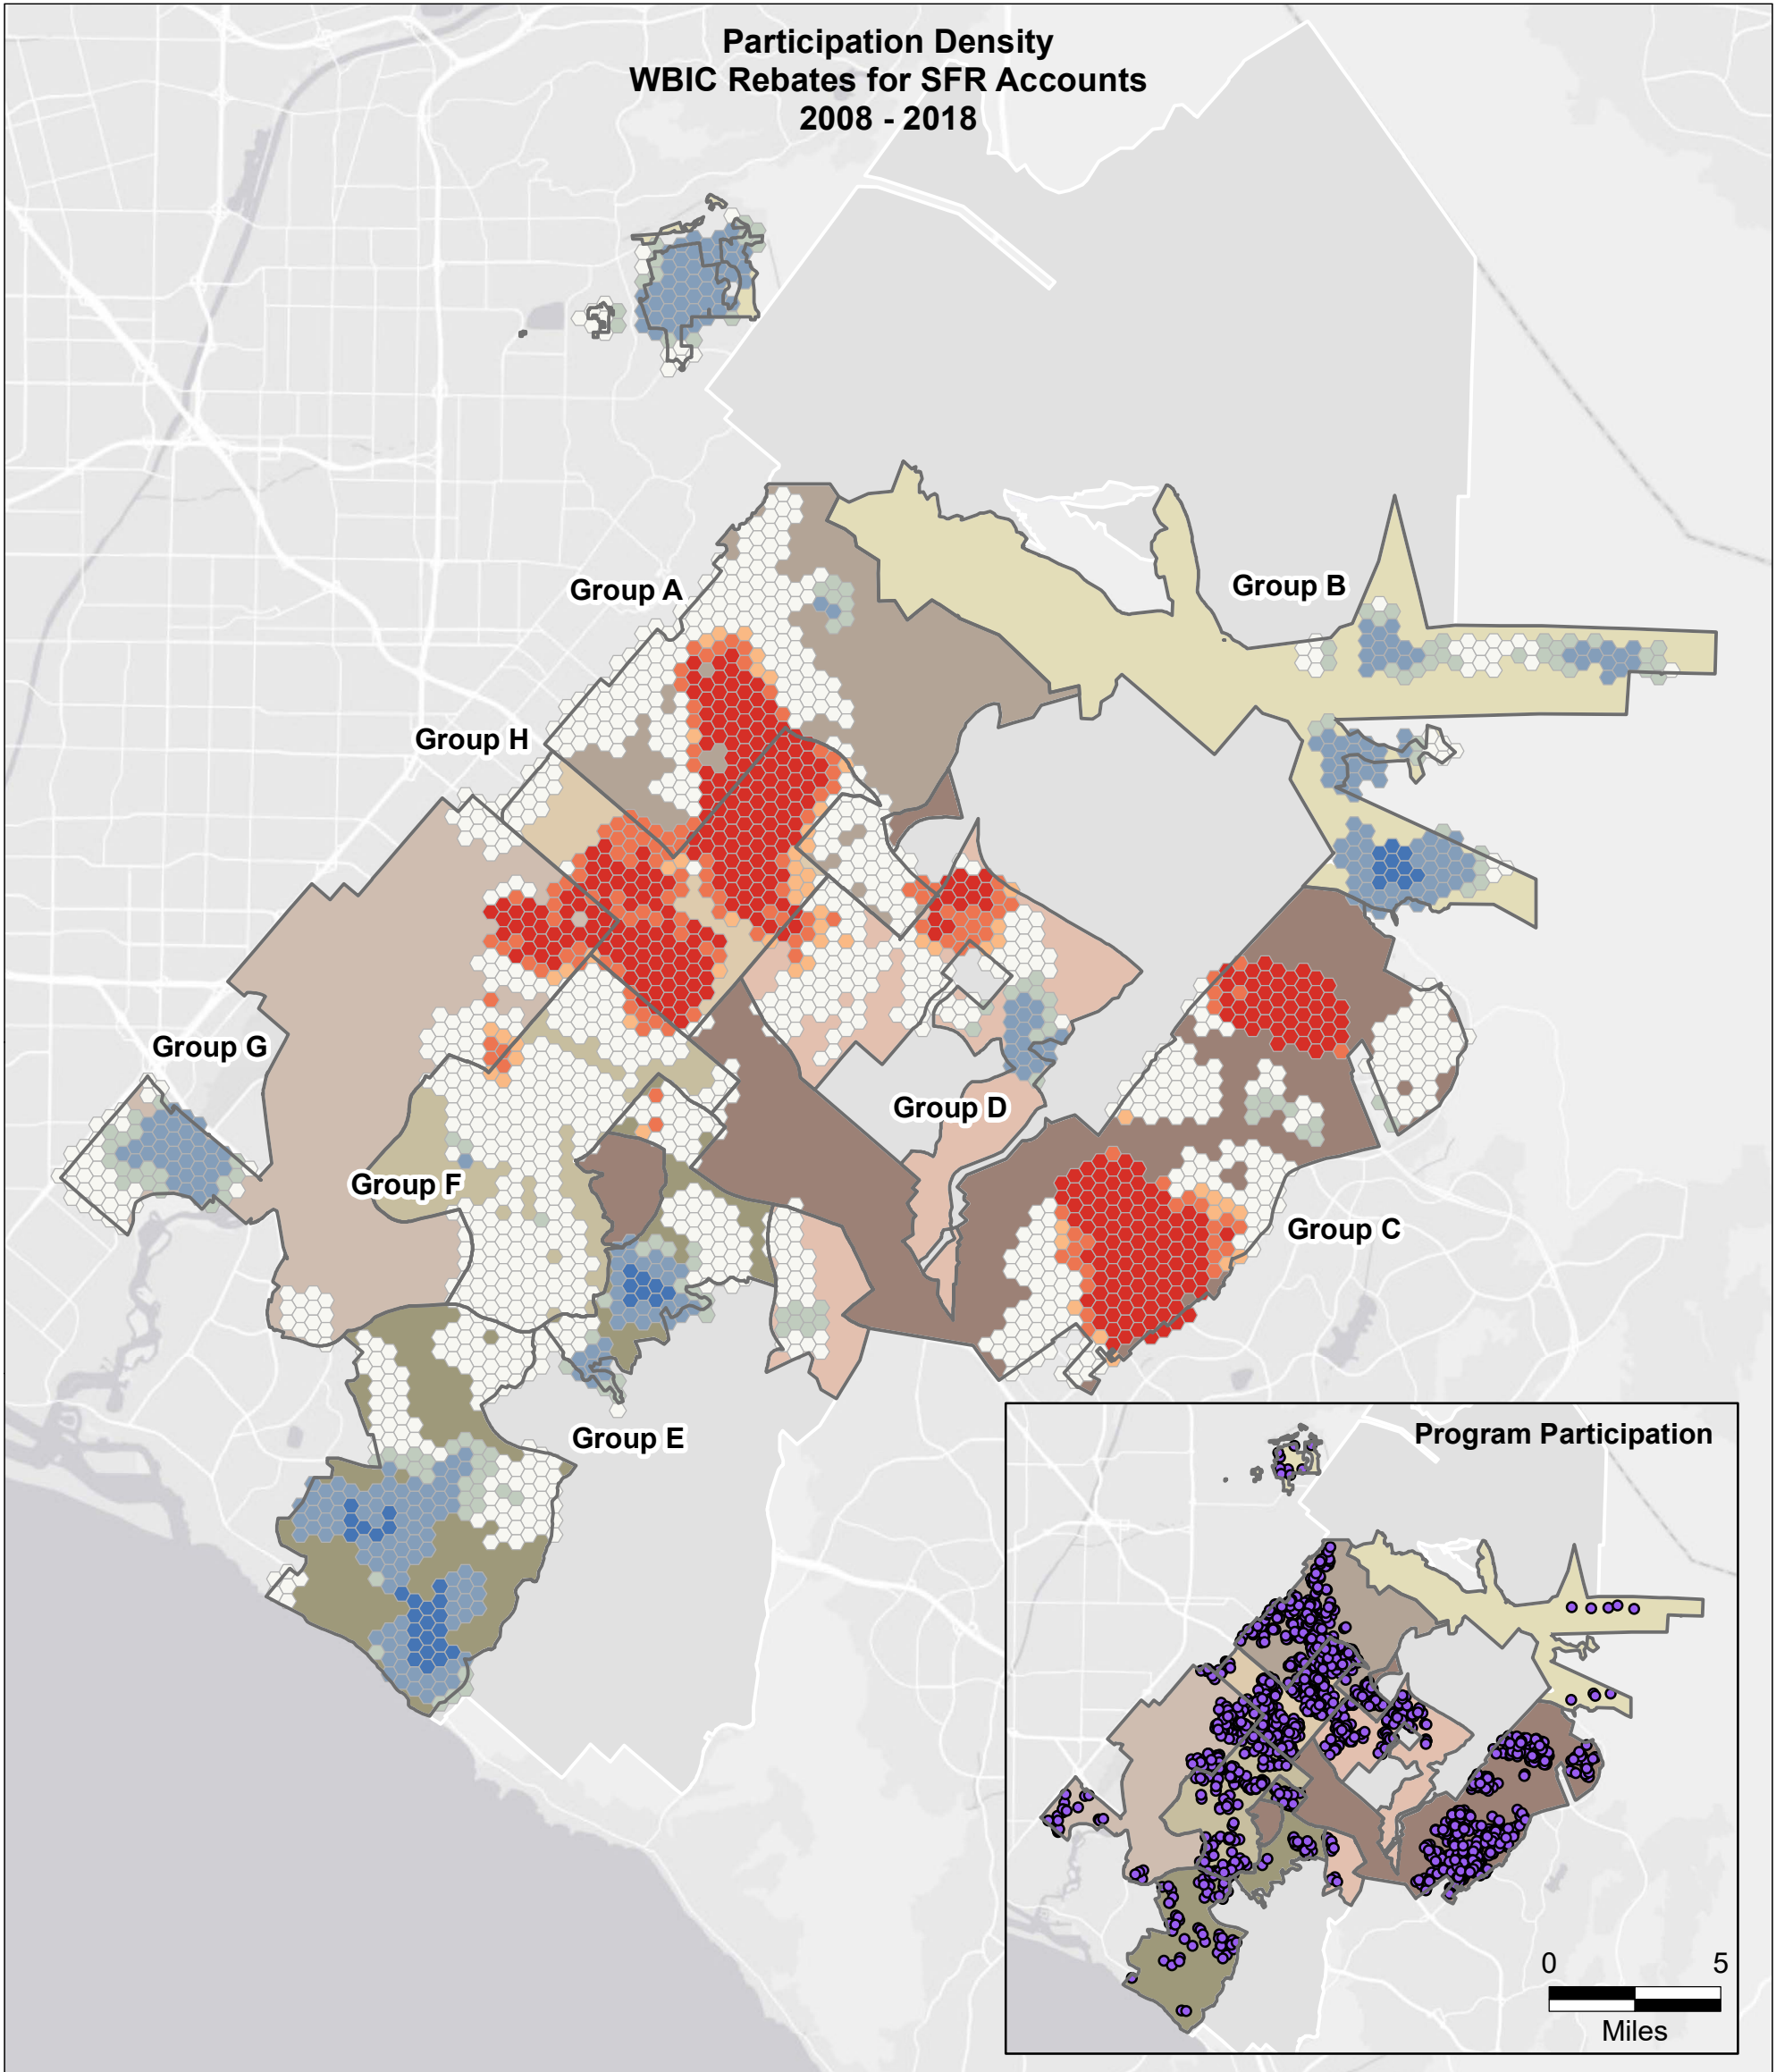 Participation Density
WBIC Rebates for SFR Accounts
2008 - 2018
Group A
Group B
Group H
Group G
Group D
Group F
Group C
Group E
Program Participation
0 5
Miles